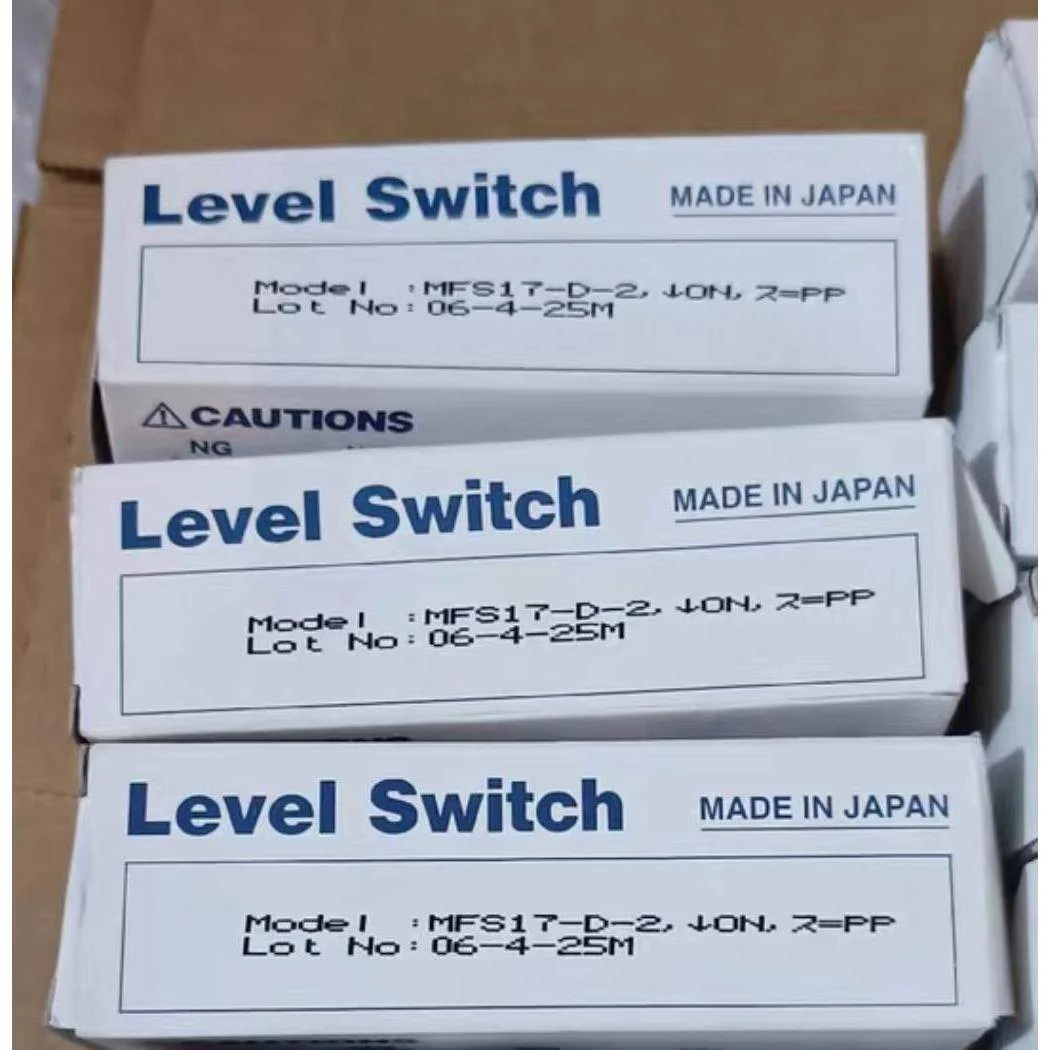 Level Switch MADE IN JAPAN
Model :MFS17-D-2, ↓ON, ス=PP
Lot No: 06-4-25M
⚠ CAUTIONS
NG
Level Switch MADE IN JAPAN
Model :MFS17-D-2, ↓ON, ス=PP
Lot No: 06-4-25M
Level Switch MADE IN JAPAN
Model :MFS17-D-2, ↓ON, ス=PP
Lot No: 06-4-25M